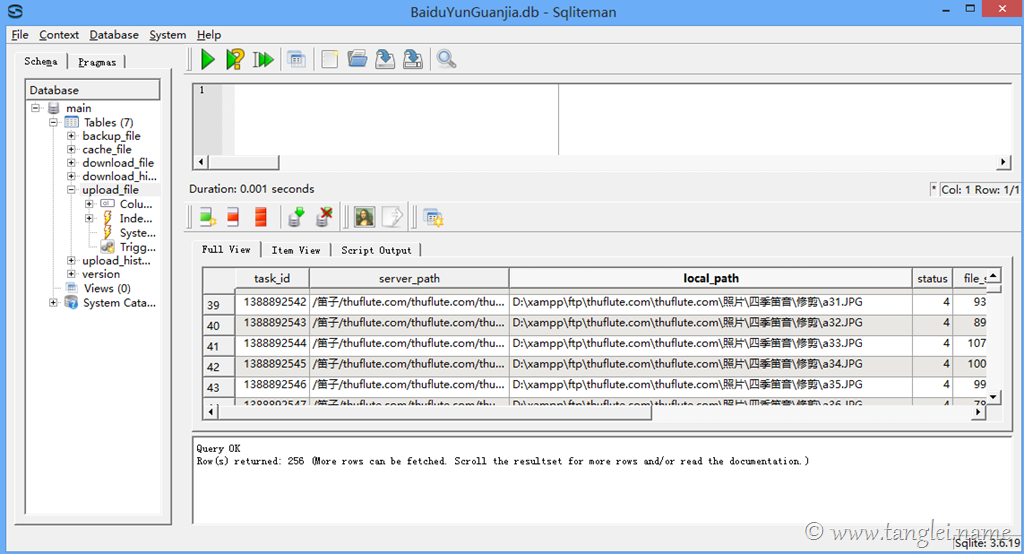 BaiduYunGuanjia.db - Sqliteman
File Context Database System Help
Schema Pragmas
Database
main
Tables (7)
backup_file
cache_file
download_file
download_hi...
upload_file
Colu...
Inde...
Syste...
Trigg...
upload_hist...
version
Views (0)
System Cata...
1
Duration: 0.001 seconds
* Col: 1 Row: 1/1
Full View Item View Script Output
task_id server_path local_path status file_s
39 1388892542 /笛子/thuflute.com/thuflute.com/thu... D:\xampp\ftp\thuflute.com\thuflute.com\照片\四季笛音\修剪\a31.JPG 4 93
40 1388892543 /笛子/thuflute.com/thuflute.com/thu... D:\xampp\ftp\thuflute.com\thuflute.com\照片\四季笛音\修剪\a32.JPG 4 89
41 1388892544 /笛子/thuflute.com/thuflute.com/thu... D:\xampp\ftp\thuflute.com\thuflute.com\照片\四季笛音\修剪\a33.JPG 4 107
42 1388892545 /笛子/thuflute.com/thuflute.com/thu... D:\xampp\ftp\thuflute.com\thuflute.com\照片\四季笛音\修剪\a34.JPG 4 100
43 1388892546 /笛子/thuflute.com/thuflute.com/thu... D:\xampp\ftp\thuflute.com\thuflute.com\照片\四季笛音\修剪\a35.JPG 4 99
1388892547 /笛子/thuflute.com/thuflute.com/thu... D:\xampp\ftp\thuflute.com\thuflute.com\照片\四季笛音\修剪\a36.JPG 4 78
Query OK
Row(s) returned: 256 (More rows can be fetched. Scroll the resultset for more rows and/or read the documentation.)
© www.tanglei.name
Sqlite: 3.6.19